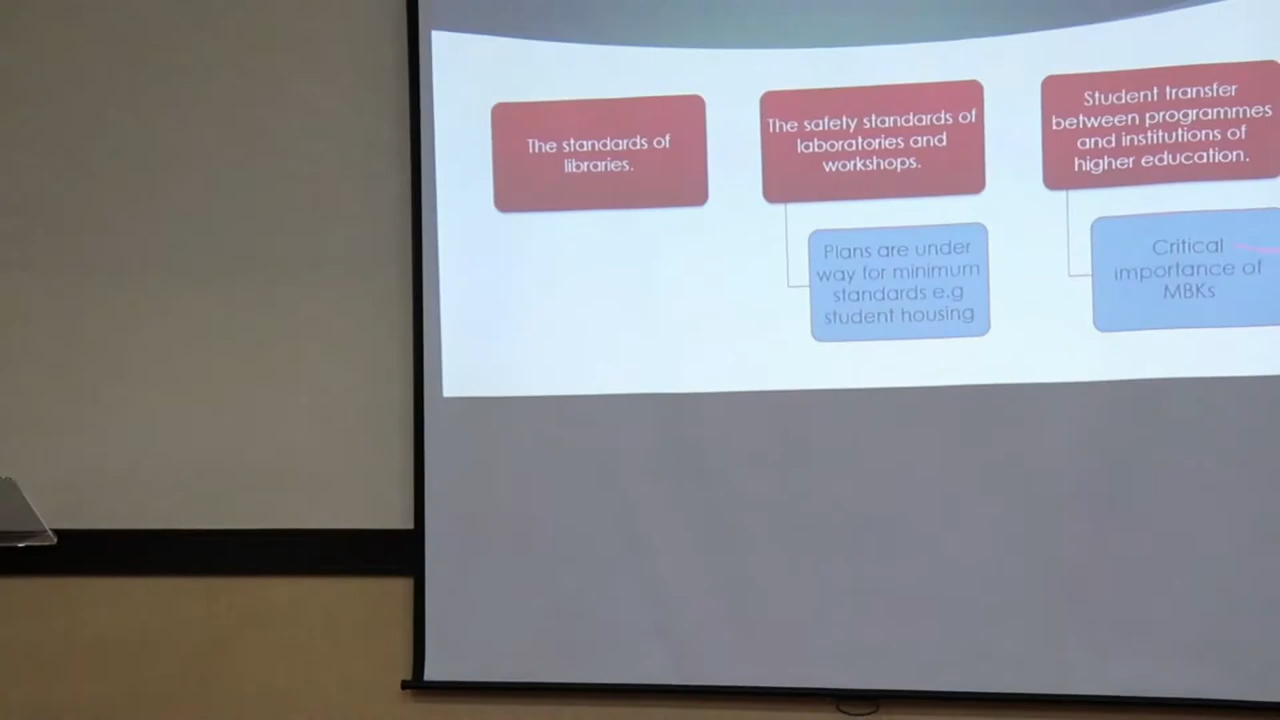 The standards of
libraries.
The safety standards of
laboratories and
workshops.
Plans are under
way for minimum
standards e.g
student housing
Student transfer
between programmes
and institutions of
higher education.
Critical
importance of
MBKs